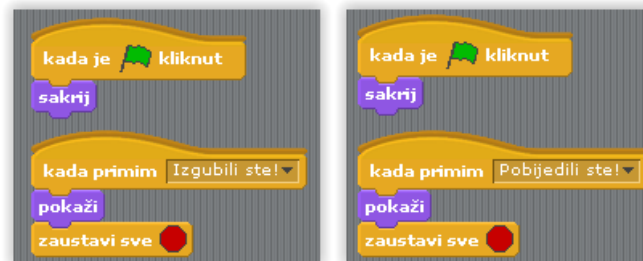 kada je kliknut
sakrij
kada primim Izgubili ste!
pokaži
zaustavi sve
kada je kliknut
sakrij
kada primim Pobijedili ste!
pokaži
zaustavi sve